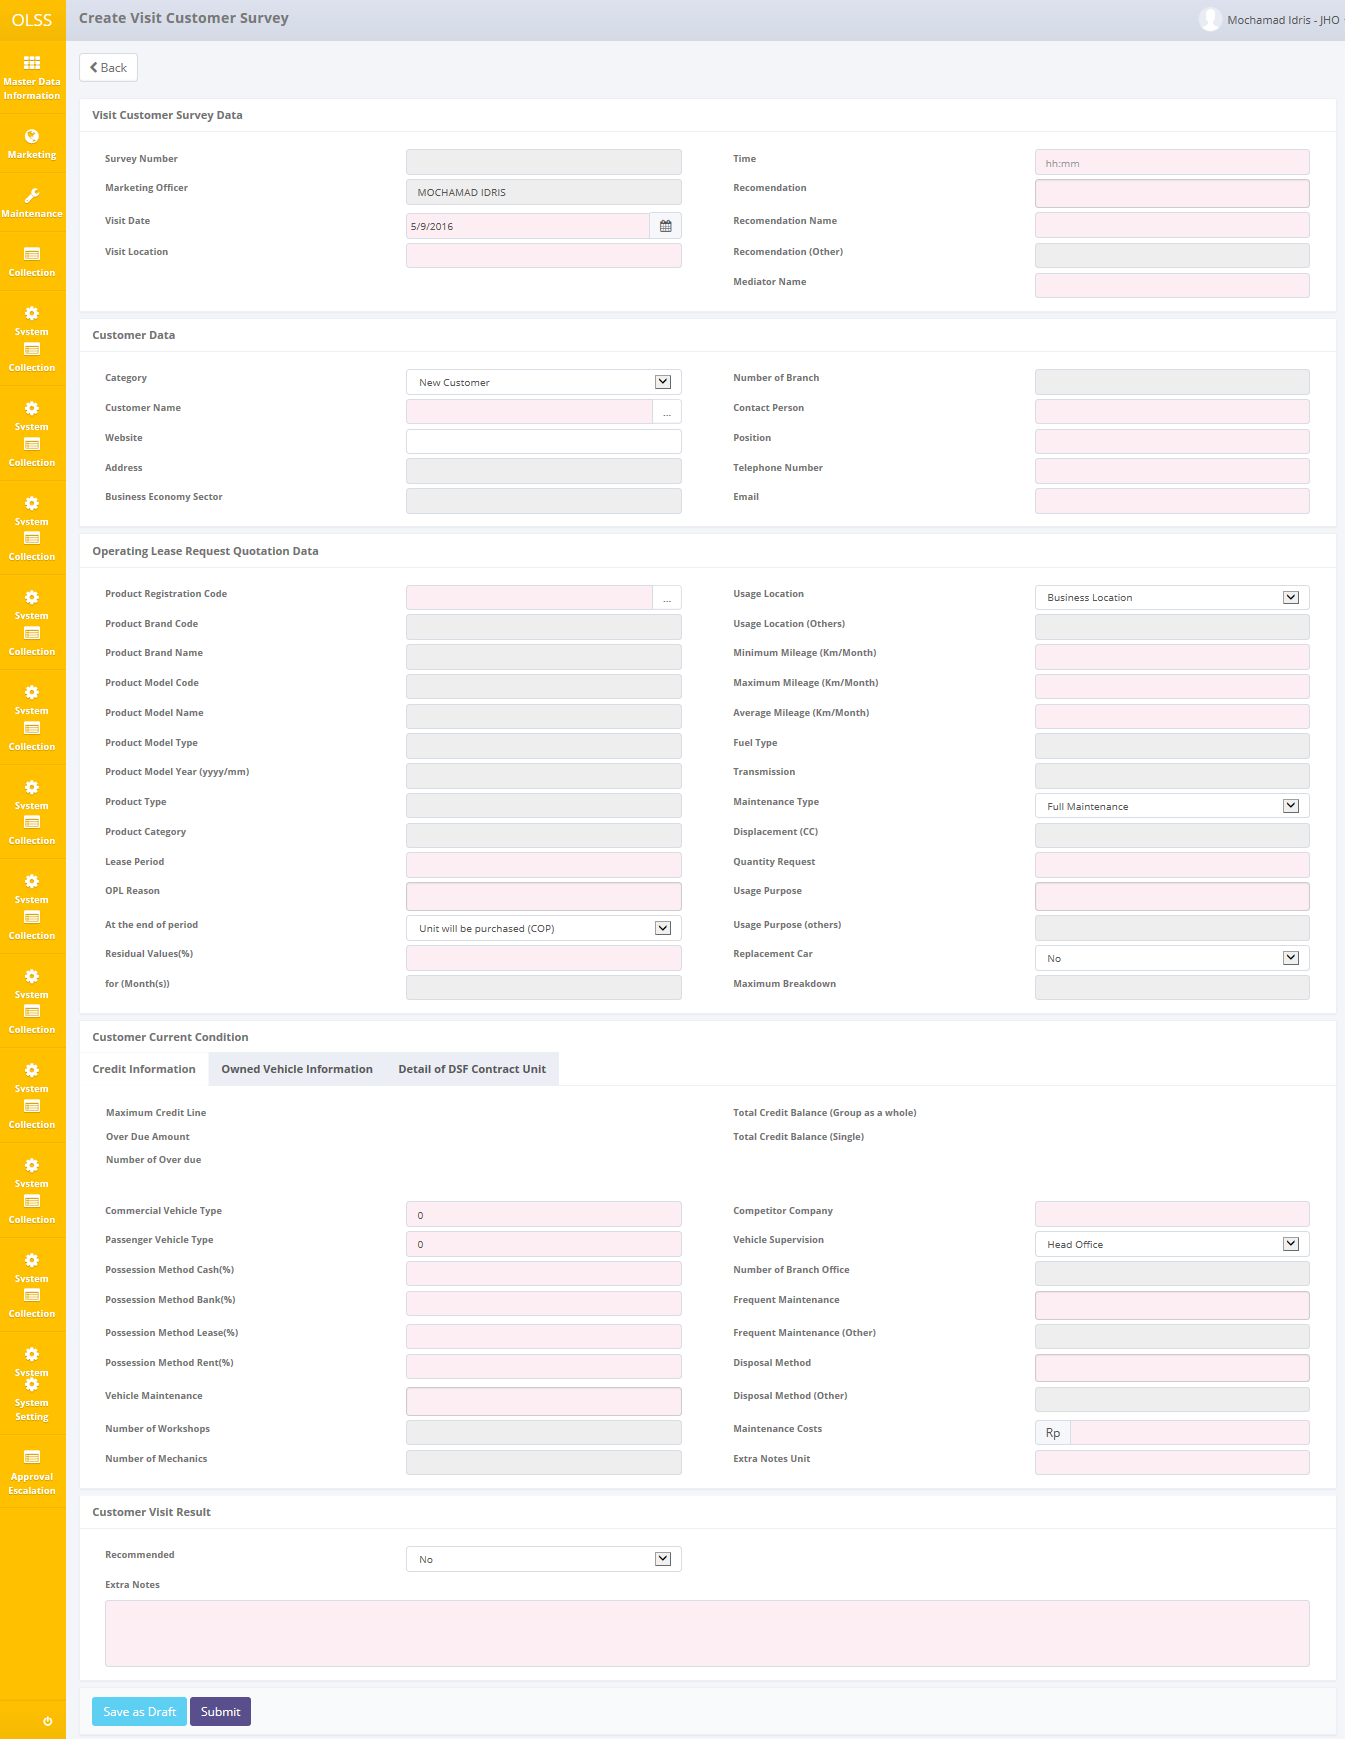 OLSS
Create Visit Customer Survey
Mochamad Idris - JHO
Master Data
Information
Marketing
Maintenance
Collection
System
Collection
System
Collection
System
Collection
System
Collection
System
Collection
System
Collection
System
Collection
System
Collection
System
Collection
System
Collection
System
Collection
System
System
Setting
Approval
Escalation
Back
Visit Customer Survey Data
Survey Number
Time
hh:mm
Marketing Officer
MOCHAMAD IDRIS
Recomendation
Visit Date
5/9/2016
Recomendation Name
Visit Location
Recomendation (Other)
Mediator Name
Customer Data
Category
New Customer
Number of Branch
Customer Name
...
Contact Person
Website
Position
Address
Telephone Number
Business Economy Sector
Email
Operating Lease Request Quotation Data
Product Registration Code
...
Usage Location
Business Location
Product Brand Code
Usage Location (Others)
Product Brand Name
Minimum Mileage (Km/Month)
Product Model Code
Maximum Mileage (Km/Month)
Product Model Name
Average Mileage (Km/Month)
Product Model Type
Fuel Type
Product Model Year (yyyy/mm)
Transmission
Product Type
Maintenance Type
Full Maintenance
Product Category
Displacement (CC)
Lease Period
Quantity Request
OPL Reason
Usage Purpose
At the end of period
Unit will be purchased (COP)
Usage Purpose (others)
Residual Values(%)
Replacement Car
No
for (Month(s))
Maximum Breakdown
Customer Current Condition
Credit Information
Owned Vehicle Information
Detail of DSF Contract Unit
Maximum Credit Line
Total Credit Balance (Group as a whole)
Over Due Amount
Total Credit Balance (Single)
Number of Over due
Commercial Vehicle Type
0
Competitor Company
Passenger Vehicle Type
0
Vehicle Supervision
Head Office
Possession Method Cash(%)
Number of Branch Office
Possession Method Bank(%)
Frequent Maintenance
Possession Method Lease(%)
Frequent Maintenance (Other)
Possession Method Rent(%)
Disposal Method
Vehicle Maintenance
Disposal Method (Other)
Number of Workshops
Maintenance Costs
Rp
Number of Mechanics
Extra Notes Unit
Customer Visit Result
Recommended
No
Extra Notes
Save as Draft
Submit